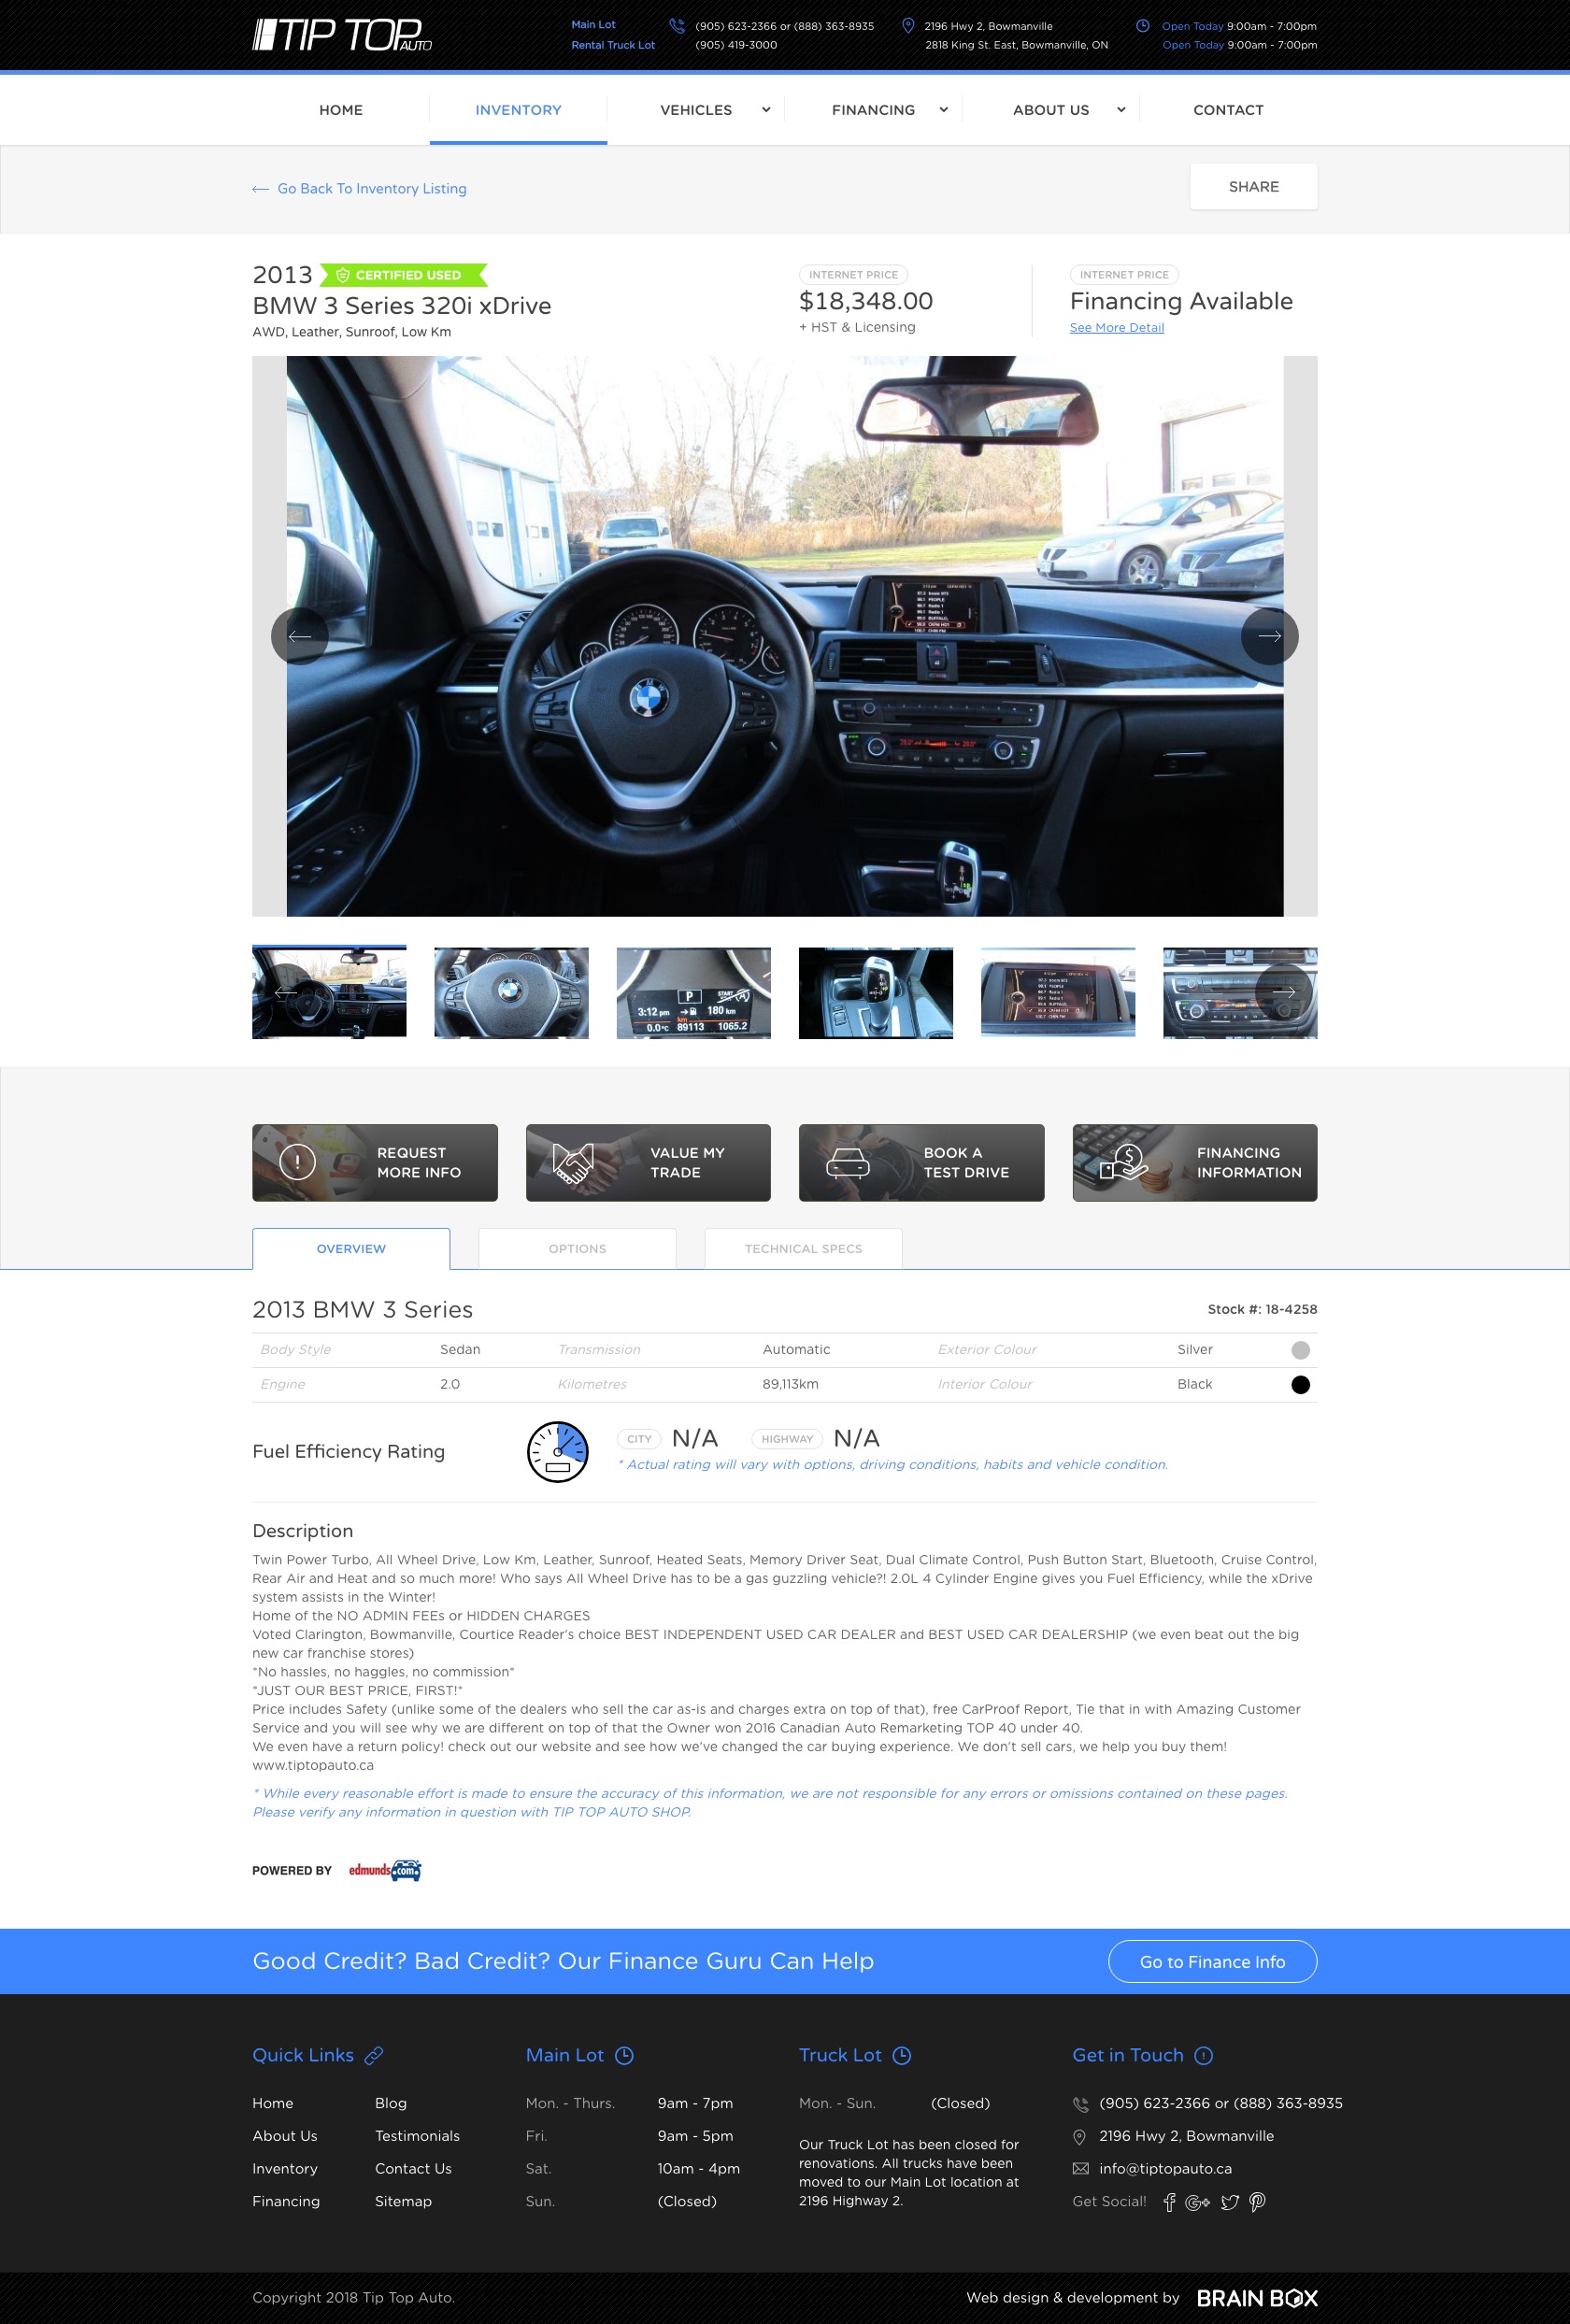 TIP TOP AUTO
Main Lot (905) 623-2366 or (888) 363-8935 2196 Hwy 2, Bowmanville Open Today 9:00am - 7:00pm
Rental Truck Lot (905) 419-3000 2818 King St. East, Bowmanville, ON Open Today 9:00am - 7:00pm
HOME INVENTORY VEHICLES FINANCING ABOUT US CONTACT
Go Back To Inventory Listing SHARE
2013 CERTIFIED USED
BMW 3 Series 320i xDrive
AWD, Leather, Sunroof, Low Km
INTERNET PRICE
$18,348.00
+ HST & Licensing
INTERNET PRICE
Financing Available
See More Detail
P
3:12 pm 180 km
0.0°C 89113 1065.2
REQUEST
MORE INFO
VALUE MY
TRADE
BOOK A
TEST DRIVE
FINANCING
INFORMATION
OVERVIEW OPTIONS TECHNICAL SPECS
2013 BMW 3 Series Stock #: 18-4258
Body Style Sedan Transmission Automatic Exterior Colour Silver
Engine 2.0 Kilometres 89,113km Interior Colour Black
Fuel Efficiency Rating
CITY N/A HIGHWAY N/A
* Actual rating will vary with options, driving conditions, habits and vehicle condition.
Description
Twin Power Turbo, All Wheel Drive, Low Km, Leather, Sunroof, Heated Seats, Memory Driver Seat, Dual Climate Control, Push Button Start, Bluetooth, Cruise Control,
Rear Air and Heat and so much more! Who says All Wheel Drive has to be a gas guzzling vehicle?! 2.0L 4 Cylinder Engine gives you Fuel Efficiency, while the xDrive
system assists in the Winter!
Home of the NO ADMIN FEEs or HIDDEN CHARGES
Voted Clarington, Bowmanville, Courtice Reader's choice BEST INDEPENDENT USED CAR DEALER and BEST USED CAR DEALERSHIP (we even beat out the big
new car franchise stores)
*No hassles, no haggles, no commission*
*JUST OUR BEST PRICE, FIRST!*
Price includes Safety (unlike some of the dealers who sell the car as-is and charges extra on top of that), free CarProof Report, Tie that in with Amazing Customer
Service and you will see why we are different on top of that the Owner won 2016 Canadian Auto Remarketing TOP 40 under 40.
We even have a return policy! check out our website and see how we've changed the car buying experience. We don't sell cars, we help you buy them!
www.tiptopauto.ca
* While every reasonable effort is made to ensure the accuracy of this information, we are not responsible for any errors or omissions contained on these pages.
Please verify any information in question with TIP TOP AUTO SHOP.
POWERED BY edmunds.com
Good Credit? Bad Credit? Our Finance Guru Can Help Go to Finance Info
Quick Links
Home Blog
About Us Testimonials
Inventory Contact Us
Financing Sitemap
Main Lot
Mon. - Thurs. 9am - 7pm
Fri. 9am - 5pm
Sat. 10am - 4pm
Sun. (Closed)
Truck Lot
Mon. - Sun. (Closed)
Our Truck Lot has been closed for
renovations. All trucks have been
moved to our Main Lot location at
2196 Highway 2.
Get in Touch
(905) 623-2366 or (888) 363-8935
2196 Hwy 2, Bowmanville
info@tiptopauto.ca
Get Social!
Copyright 2018 Tip Top Auto. Web design & development by BRAIN BOX